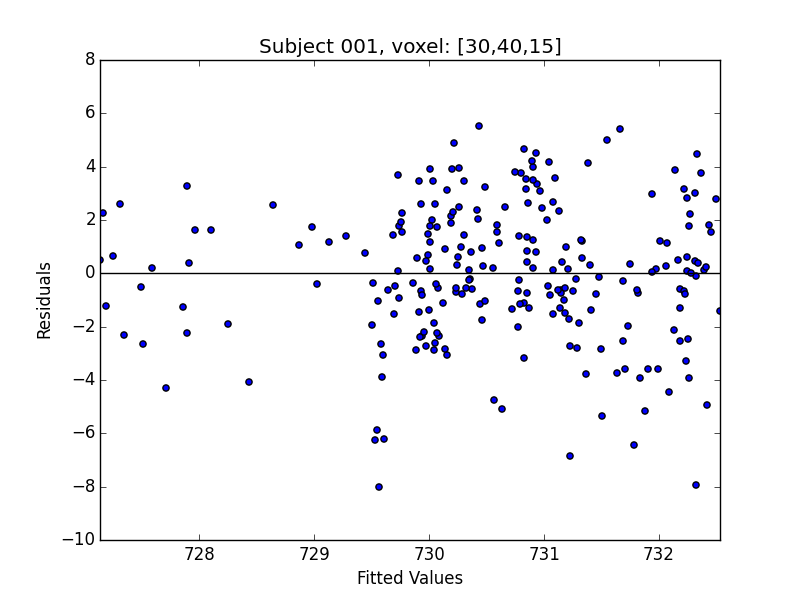 Subject 001, voxel: [30,40,15]
8
6
4
2
0
−2
−4
−6
−8
−10
Residuals
728 729 730 731 732
Fitted Values